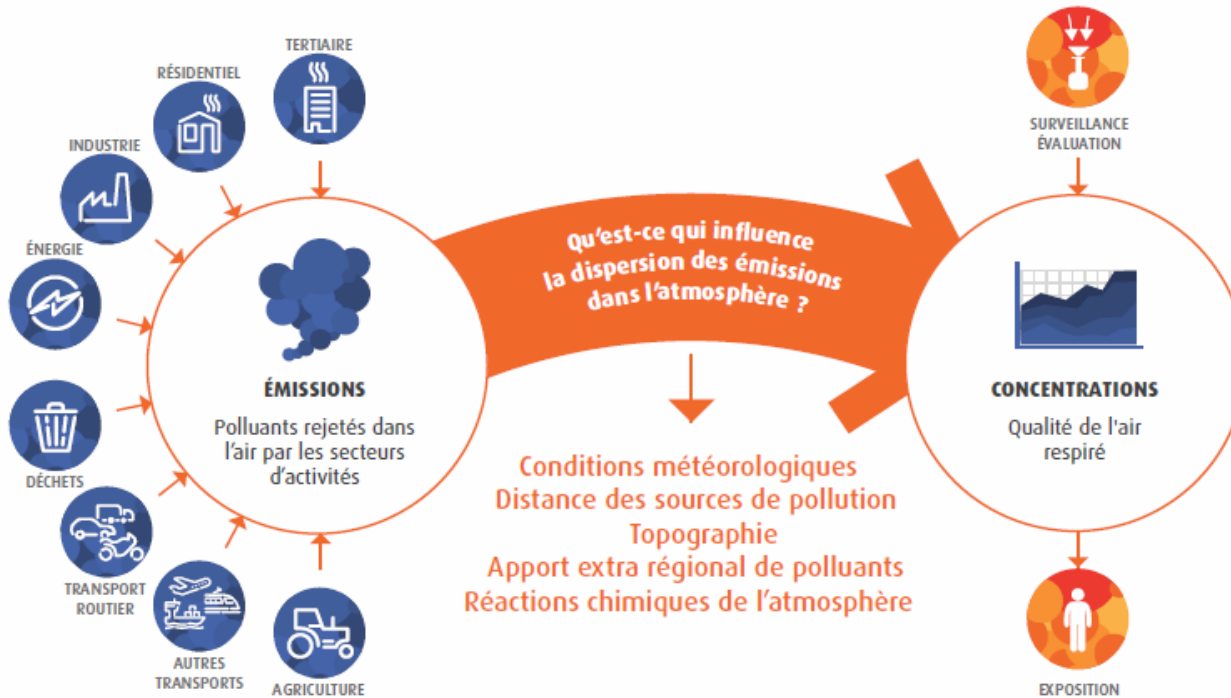 TERTIAIRE
RÉSIDENTIEL
INDUSTRIE
ÉNERGIE
DÉCHETS
TRANSPORT
ROUTIER
AUTRES
TRANSPORTS
AGRICULTURE
ÉMISSIONS
Polluants rejetés dans
l'air par les secteurs
d'activités
Qu'est-ce qui influence
la dispersion des émissions
dans l'atmosphère ?
Conditions météorologiques
Distance des sources de pollution
Topographie
Apport extra régional de polluants
Réactions chimiques de l'atmosphère
SURVEILLANCE
ÉVALUATION
CONCENTRATIONS
Qualité de l'air
respiré
EXPOSITION